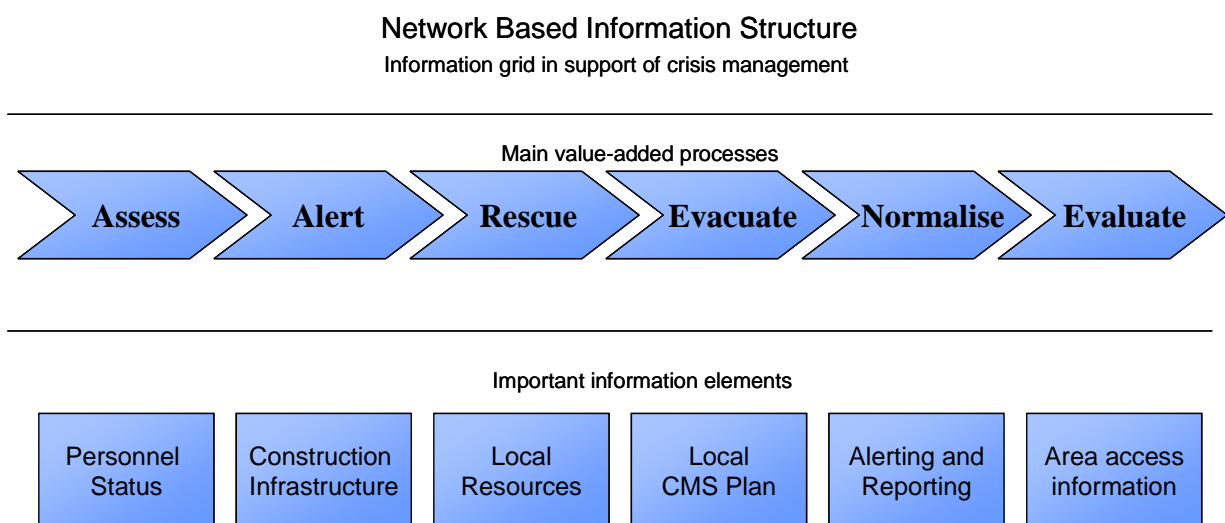 Network Based Information Structure
Information grid in support of crisis management
Main value-added processes
Assess
Alert
Rescue
Evacuate
Normalise
Evaluate
Important information elements
Personnel
Status
Construction
Infrastructure
Local
Resources
Local
CMS Plan
Alerting and
Reporting
Area access
information